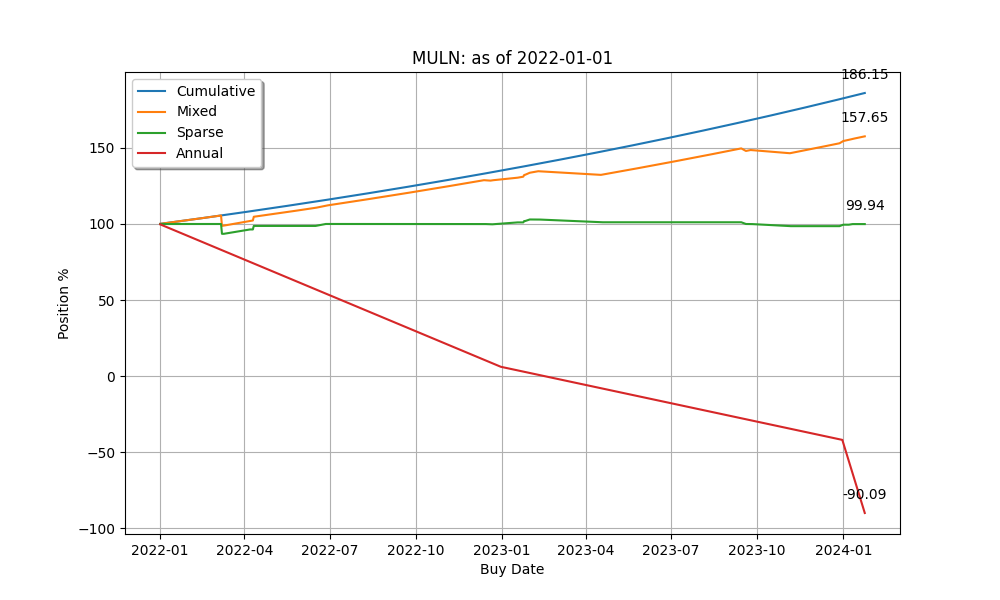 MULN: as of 2022-01-01
186.15
157.65
99.94
-90.09
Cumulative
Mixed
Sparse
Annual
150
100
50
0
−50
−100
Position %
2022-01
2022-04
2022-07
2022-10
2023-01
2023-04
2023-07
2023-10
2024-01
Buy Date